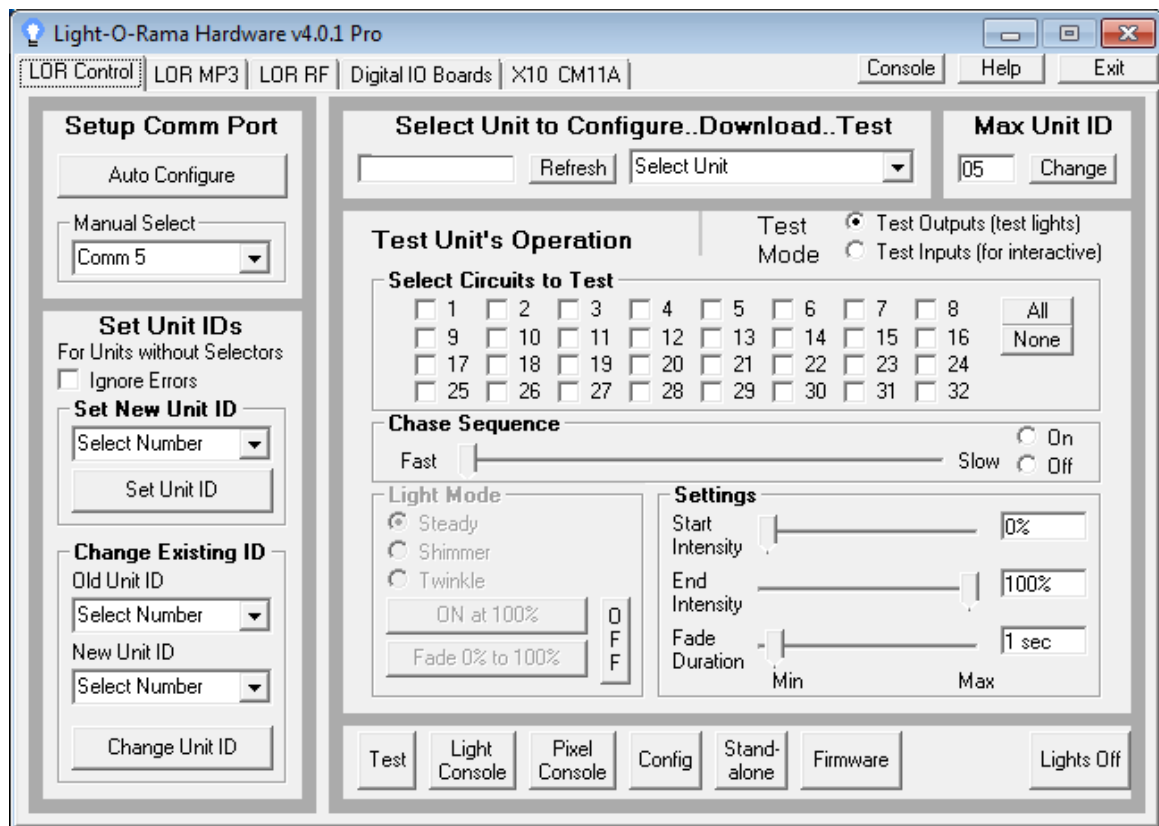 Light-O-Rama Hardware v4.0.1 Pro
LOR Control LOR MP3 LOR RF Digital IO Boards X10 CM11A Console Help Exit
Setup Comm Port
Auto Configure
Manual Select
Comm 5
Set Unit IDs
For Units without Selectors
Ignore Errors
Set New Unit ID
Select Number
Set Unit ID
Change Existing ID
Old Unit ID
Select Number
New Unit ID
Select Number
Change Unit ID
Select Unit to Configure..Download..Test
Refresh Select Unit
Max Unit ID
05 Change
Test Unit's Operation
Test
Mode
Test Outputs (test lights)
Test Inputs (for interactive)
Select Circuits to Test
1 2 3 4 5 6 7 8 All
9 10 11 12 13 14 15 16 None
17 18 19 20 21 22 23 24
25 26 27 28 29 30 31 32
Chase Sequence
Fast Slow
On
Off
Light Mode
Steady
Shimmer
Twinkle
ON at 100%
Fade 0% to 100%
O
F
F
Settings
Start
Intensity
0%
End
Intensity
100%
Fade
Duration
1 sec
Min Max
Test
Light
Console
Pixel
Console
Config
Stand-
alone
Firmware
Lights Off